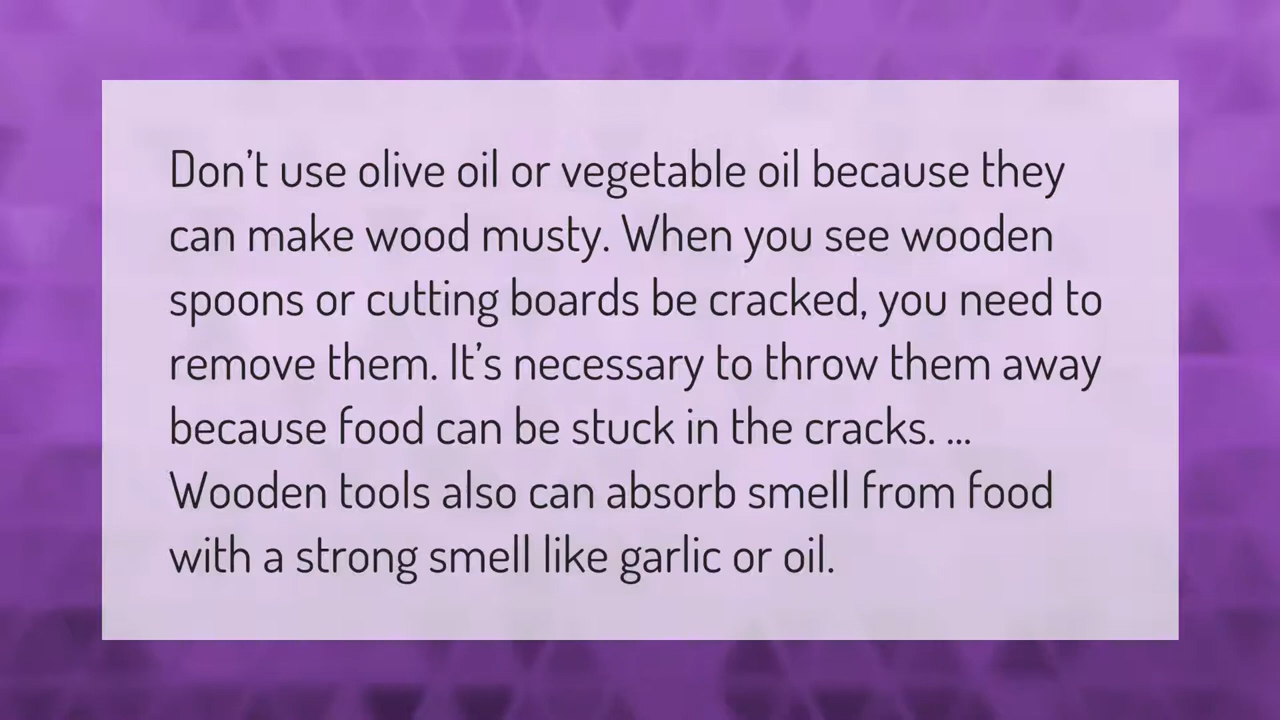 Don't use olive oil or vegetable oil because they
can make wood musty. When you see wooden
spoons or cutting boards be cracked, you need to
remove them. It's necessary to throw them away
because food can be stuck in the cracks. ...
Wooden tools also can absorb smell from food
with a strong smell like garlic or oil.